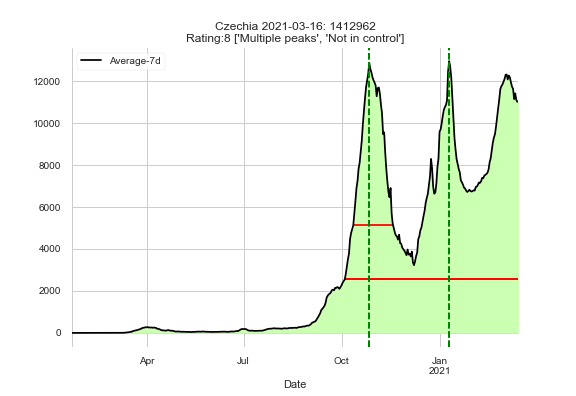 Czechia 2021-03-16: 1412962
Rating:8 ['Multiple peaks', 'Not in control']
Average-7d
12000
10000
8000
6000
4000
2000
0
Apr
Jul
Oct
Jan
2021
Date